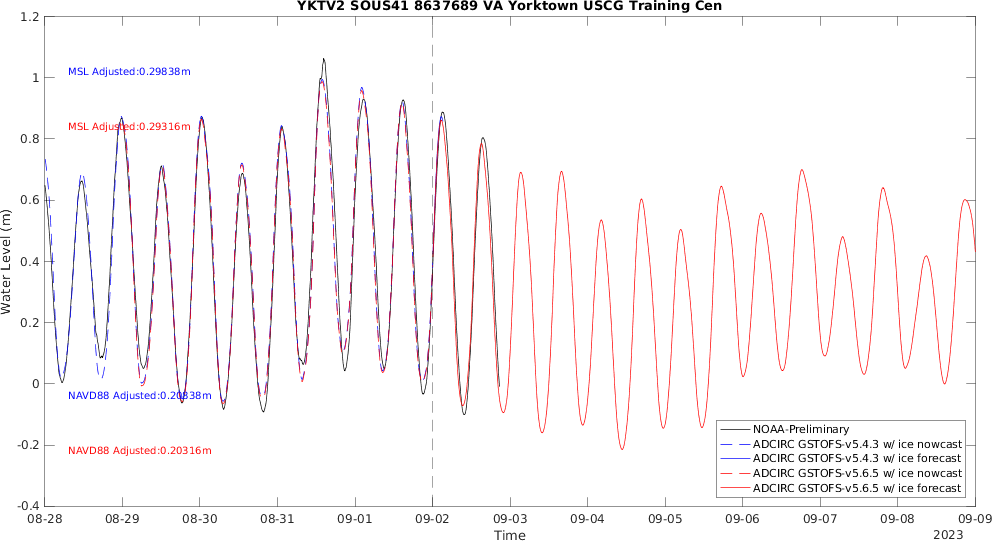 YKTV2 SOUS41 8637689 VA Yorktown USCG Training Cen
1.2
1
0.8
0.6
0.4
0.2
0
-0.2
-0.4
Water Level (m)
MSL Adjusted:0.29838m
MSL Adjusted:0.29316m
NAVD88 Adjusted:0.20838m
NAVD88 Adjusted:0.20316m
NOAA-Preliminary
ADCIRC GSTOFS-v5.4.3 w/ ice nowcast
ADCIRC GSTOFS-v5.4.3 w/ ice forecast
ADCIRC GSTOFS-v5.6.5 w/ ice nowcast
ADCIRC GSTOFS-v5.6.5 w/ ice forecast
08-28 08-29 08-30 08-31 09-01 09-02 09-03 09-04 09-05 09-06 09-07 09-08 09-09
Time
2023